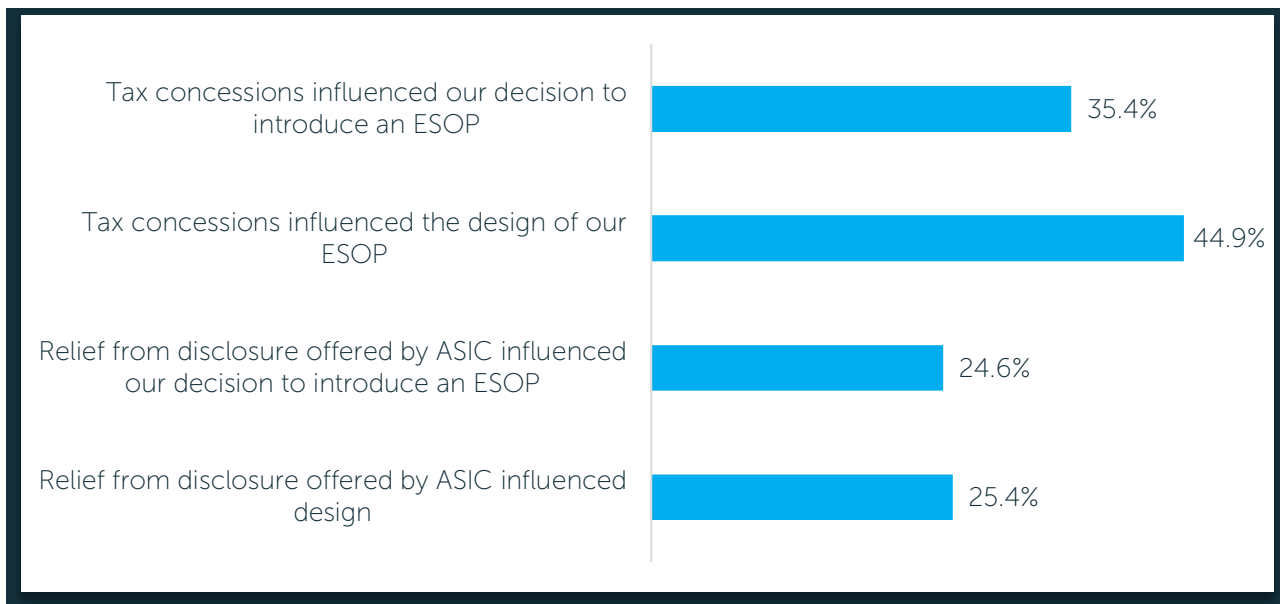 Tax concessions influenced our decision to
introduce an ESOP
35.4%
Tax concessions influenced the design of our
ESOP
44.9%
Relief from disclosure offered by ASIC influenced
our decision to introduce an ESOP
24.6%
Relief from disclosure offered by ASIC influenced
design
25.4%